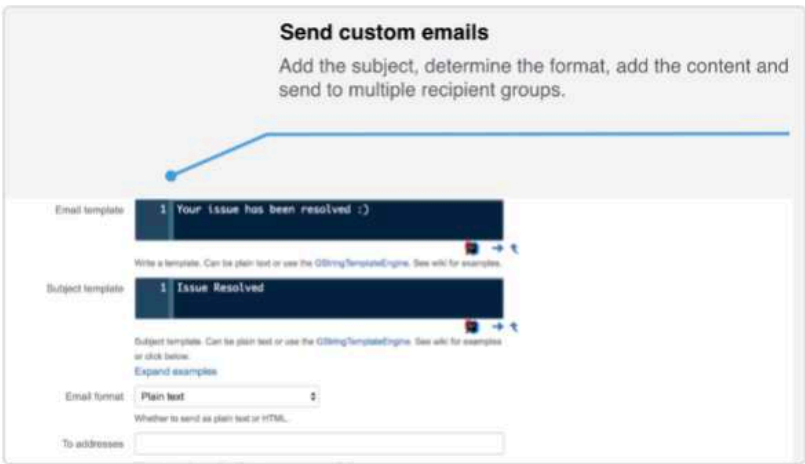 Send custom emails
Add the subject, determine the format, add the content and
send to multiple recipient groups.
Email template
1 Your issue has been resolved :)
Write a template. Can be plain text or use the GStringTemplateEngine. See wiki for examples.
Subject template
1 Issue Resolved
Subject template. Can be plain text or use the GStringTemplateEngine. See wiki for examples
or click below.
Expand examples
Email format Plain text
Whether to send as plain text or HTML.
To addresses